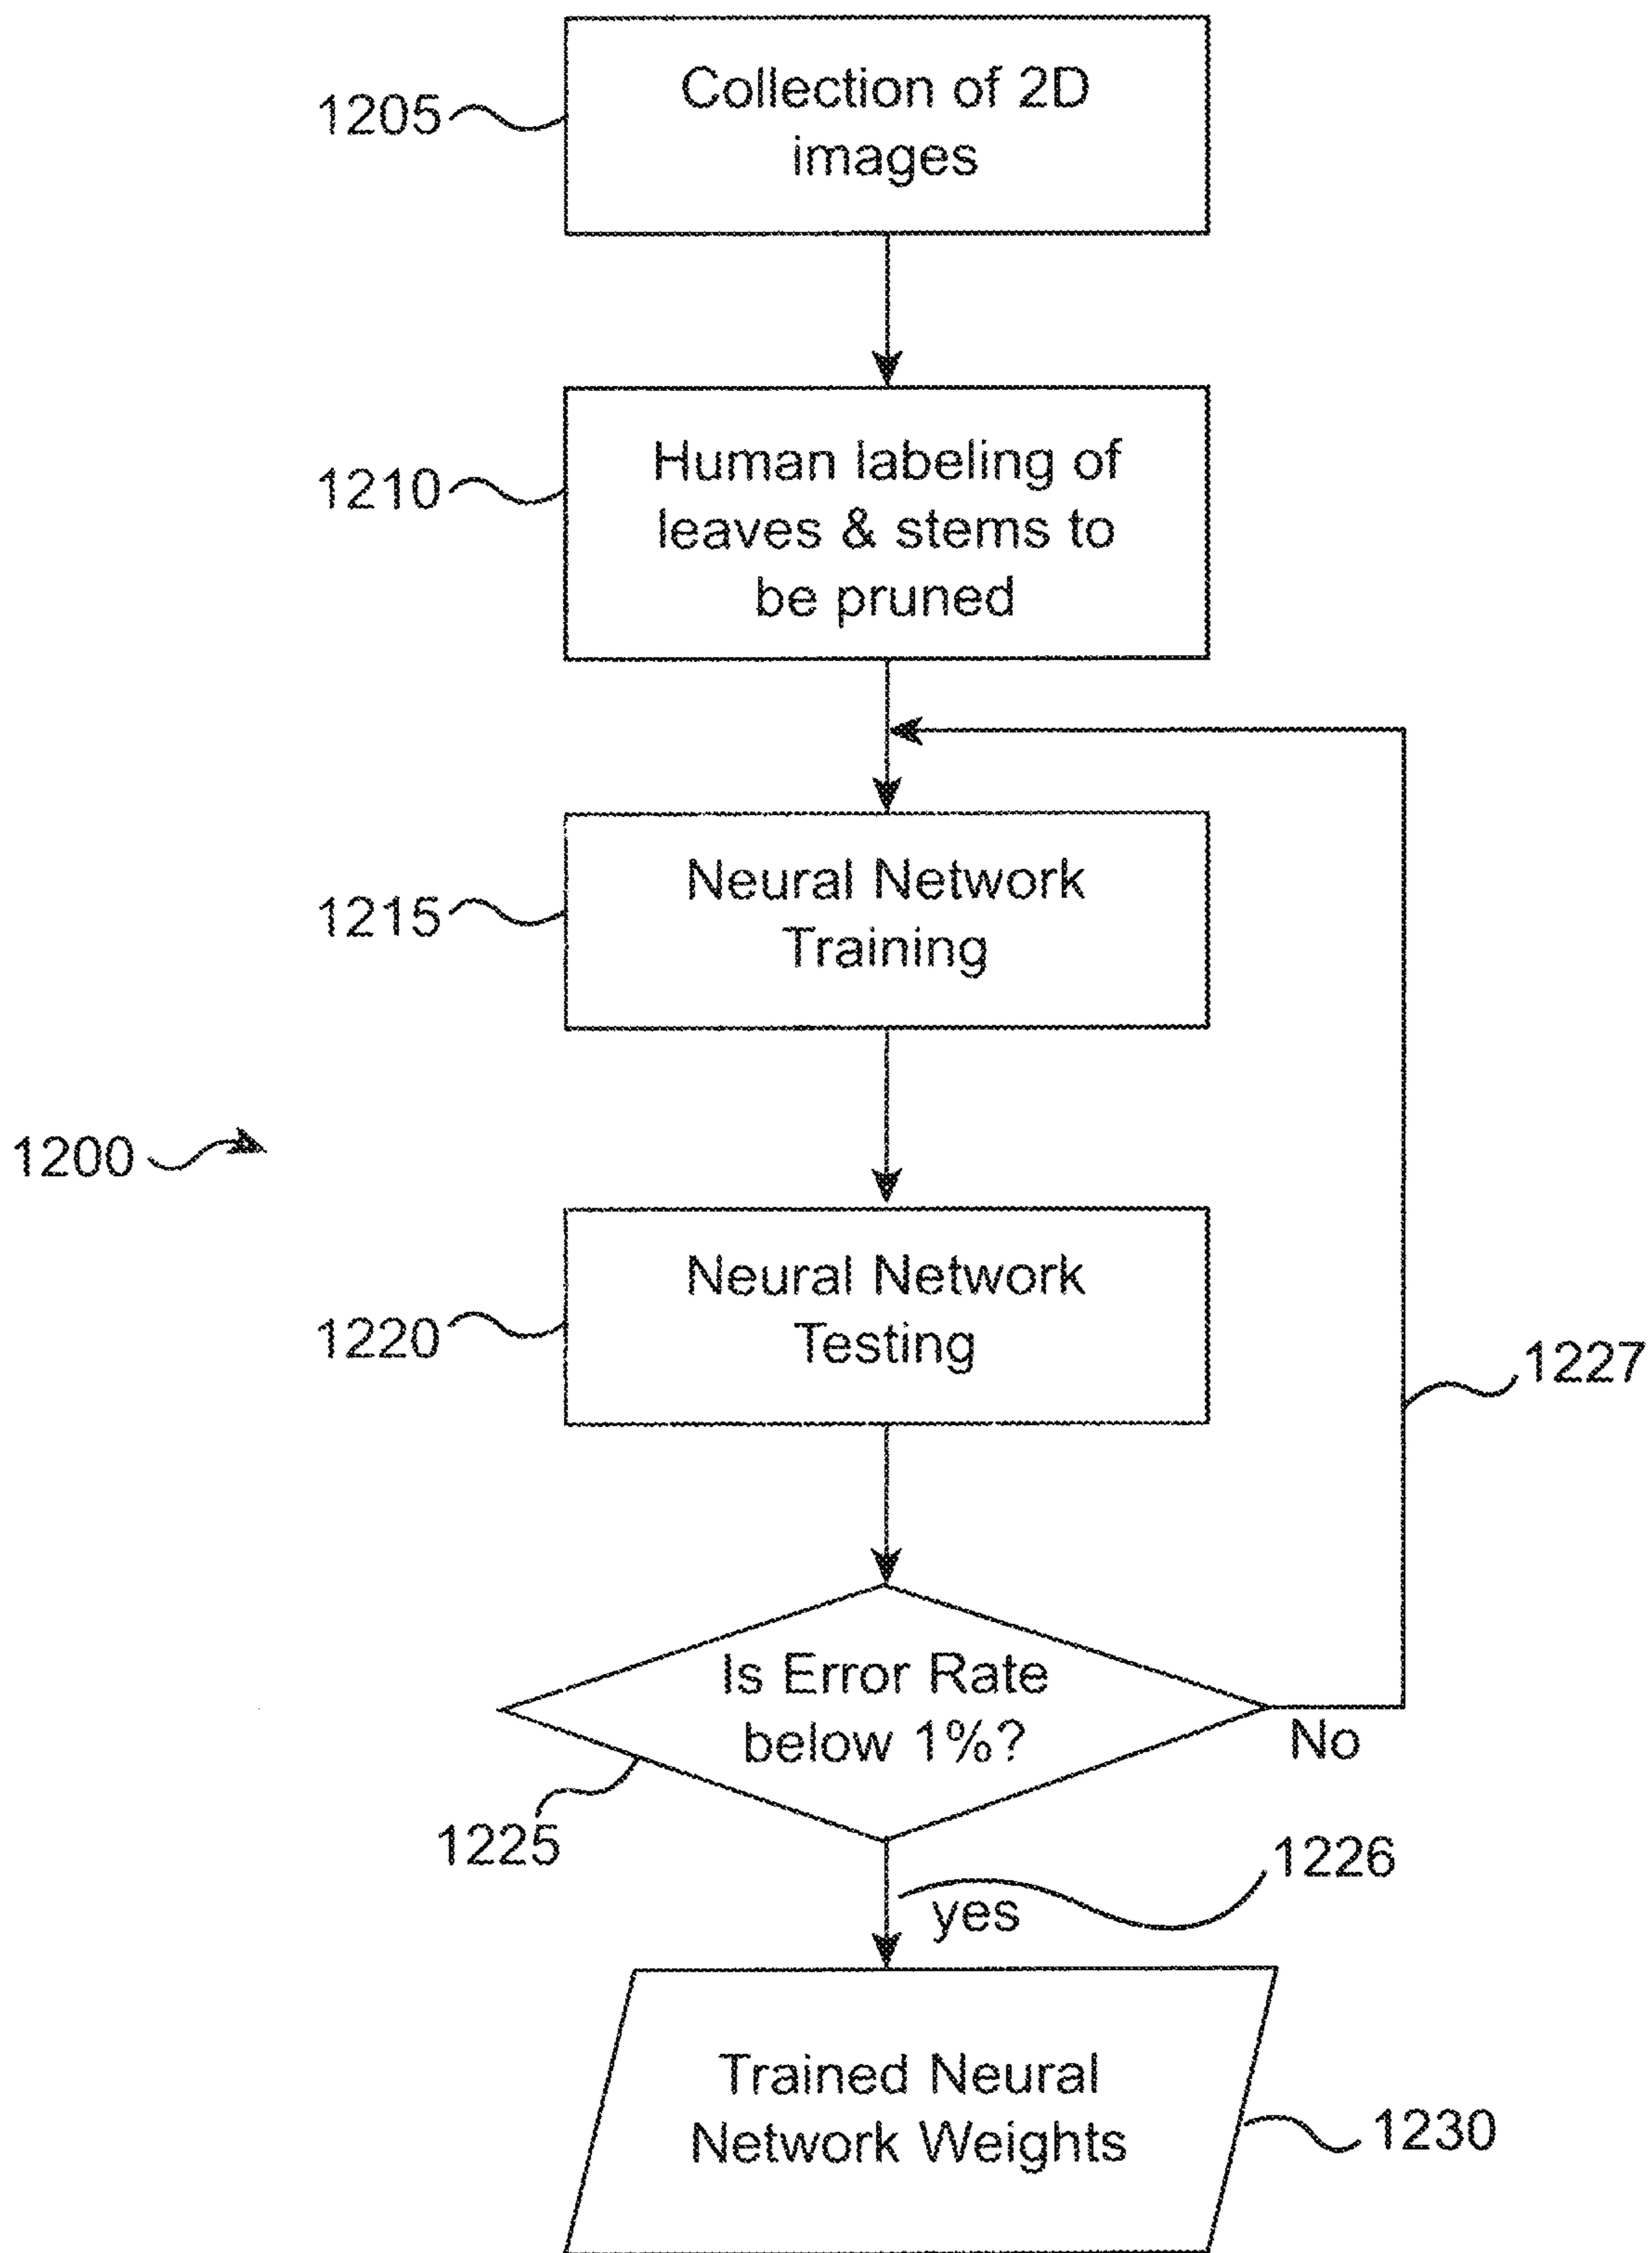 1205
Collection of 2D
images
1210
Human labeling of
leaves & stems to
be pruned
1215
Neural Network
Training
1200
1220
Neural Network
Testing
1227
Is Error Rate
below 1%?
No
1225
1226
yes
Trained Neural
Network Weights
1230